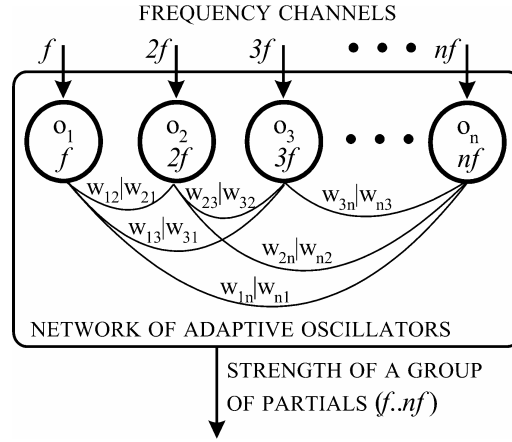 FREQUENCY CHANNELS
f 2f 3f • • • nf
o₁ o₂ o₃ • • • oₙ
f 2f 3f nf
w₁₂|w₂₁ w₂₃|w₃₂ w₃ₙ|wₙ₃
w₁₃|w₃₁ w₂ₙ|wₙ₂
w₁ₙ|wₙ₁
NETWORK OF ADAPTIVE OSCILLATORS
STRENGTH OF A GROUP
OF PARTIALS (f..nf)